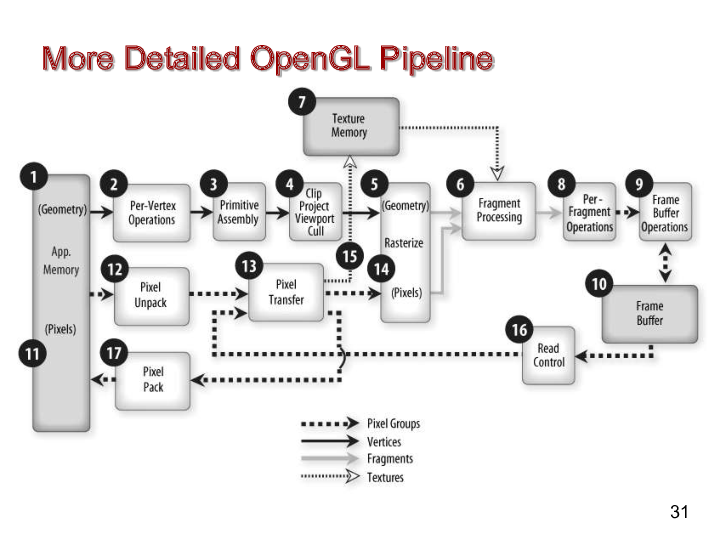 More Detailed OpenGL Pipeline
7
Texture
Memory
1
(Geometry)
App.
Memory
(Pixels)
11
2
Per-Vertex
Operations
3
Primitive
Assembly
4
Clip
Project
Viewport
Cull
5
(Geometry)
Rasterize
14
(Pixels)
6
Fragment
Processing
8
Per-
Fragment
Operations
9
Frame
Buffer
Operations
15
12
Pixel
Unpack
13
Pixel
Transfer
10
Frame
Buffer
16
Read
Control
17
Pixel
Pack
Pixel Groups
Vertices
Fragments
Textures
31